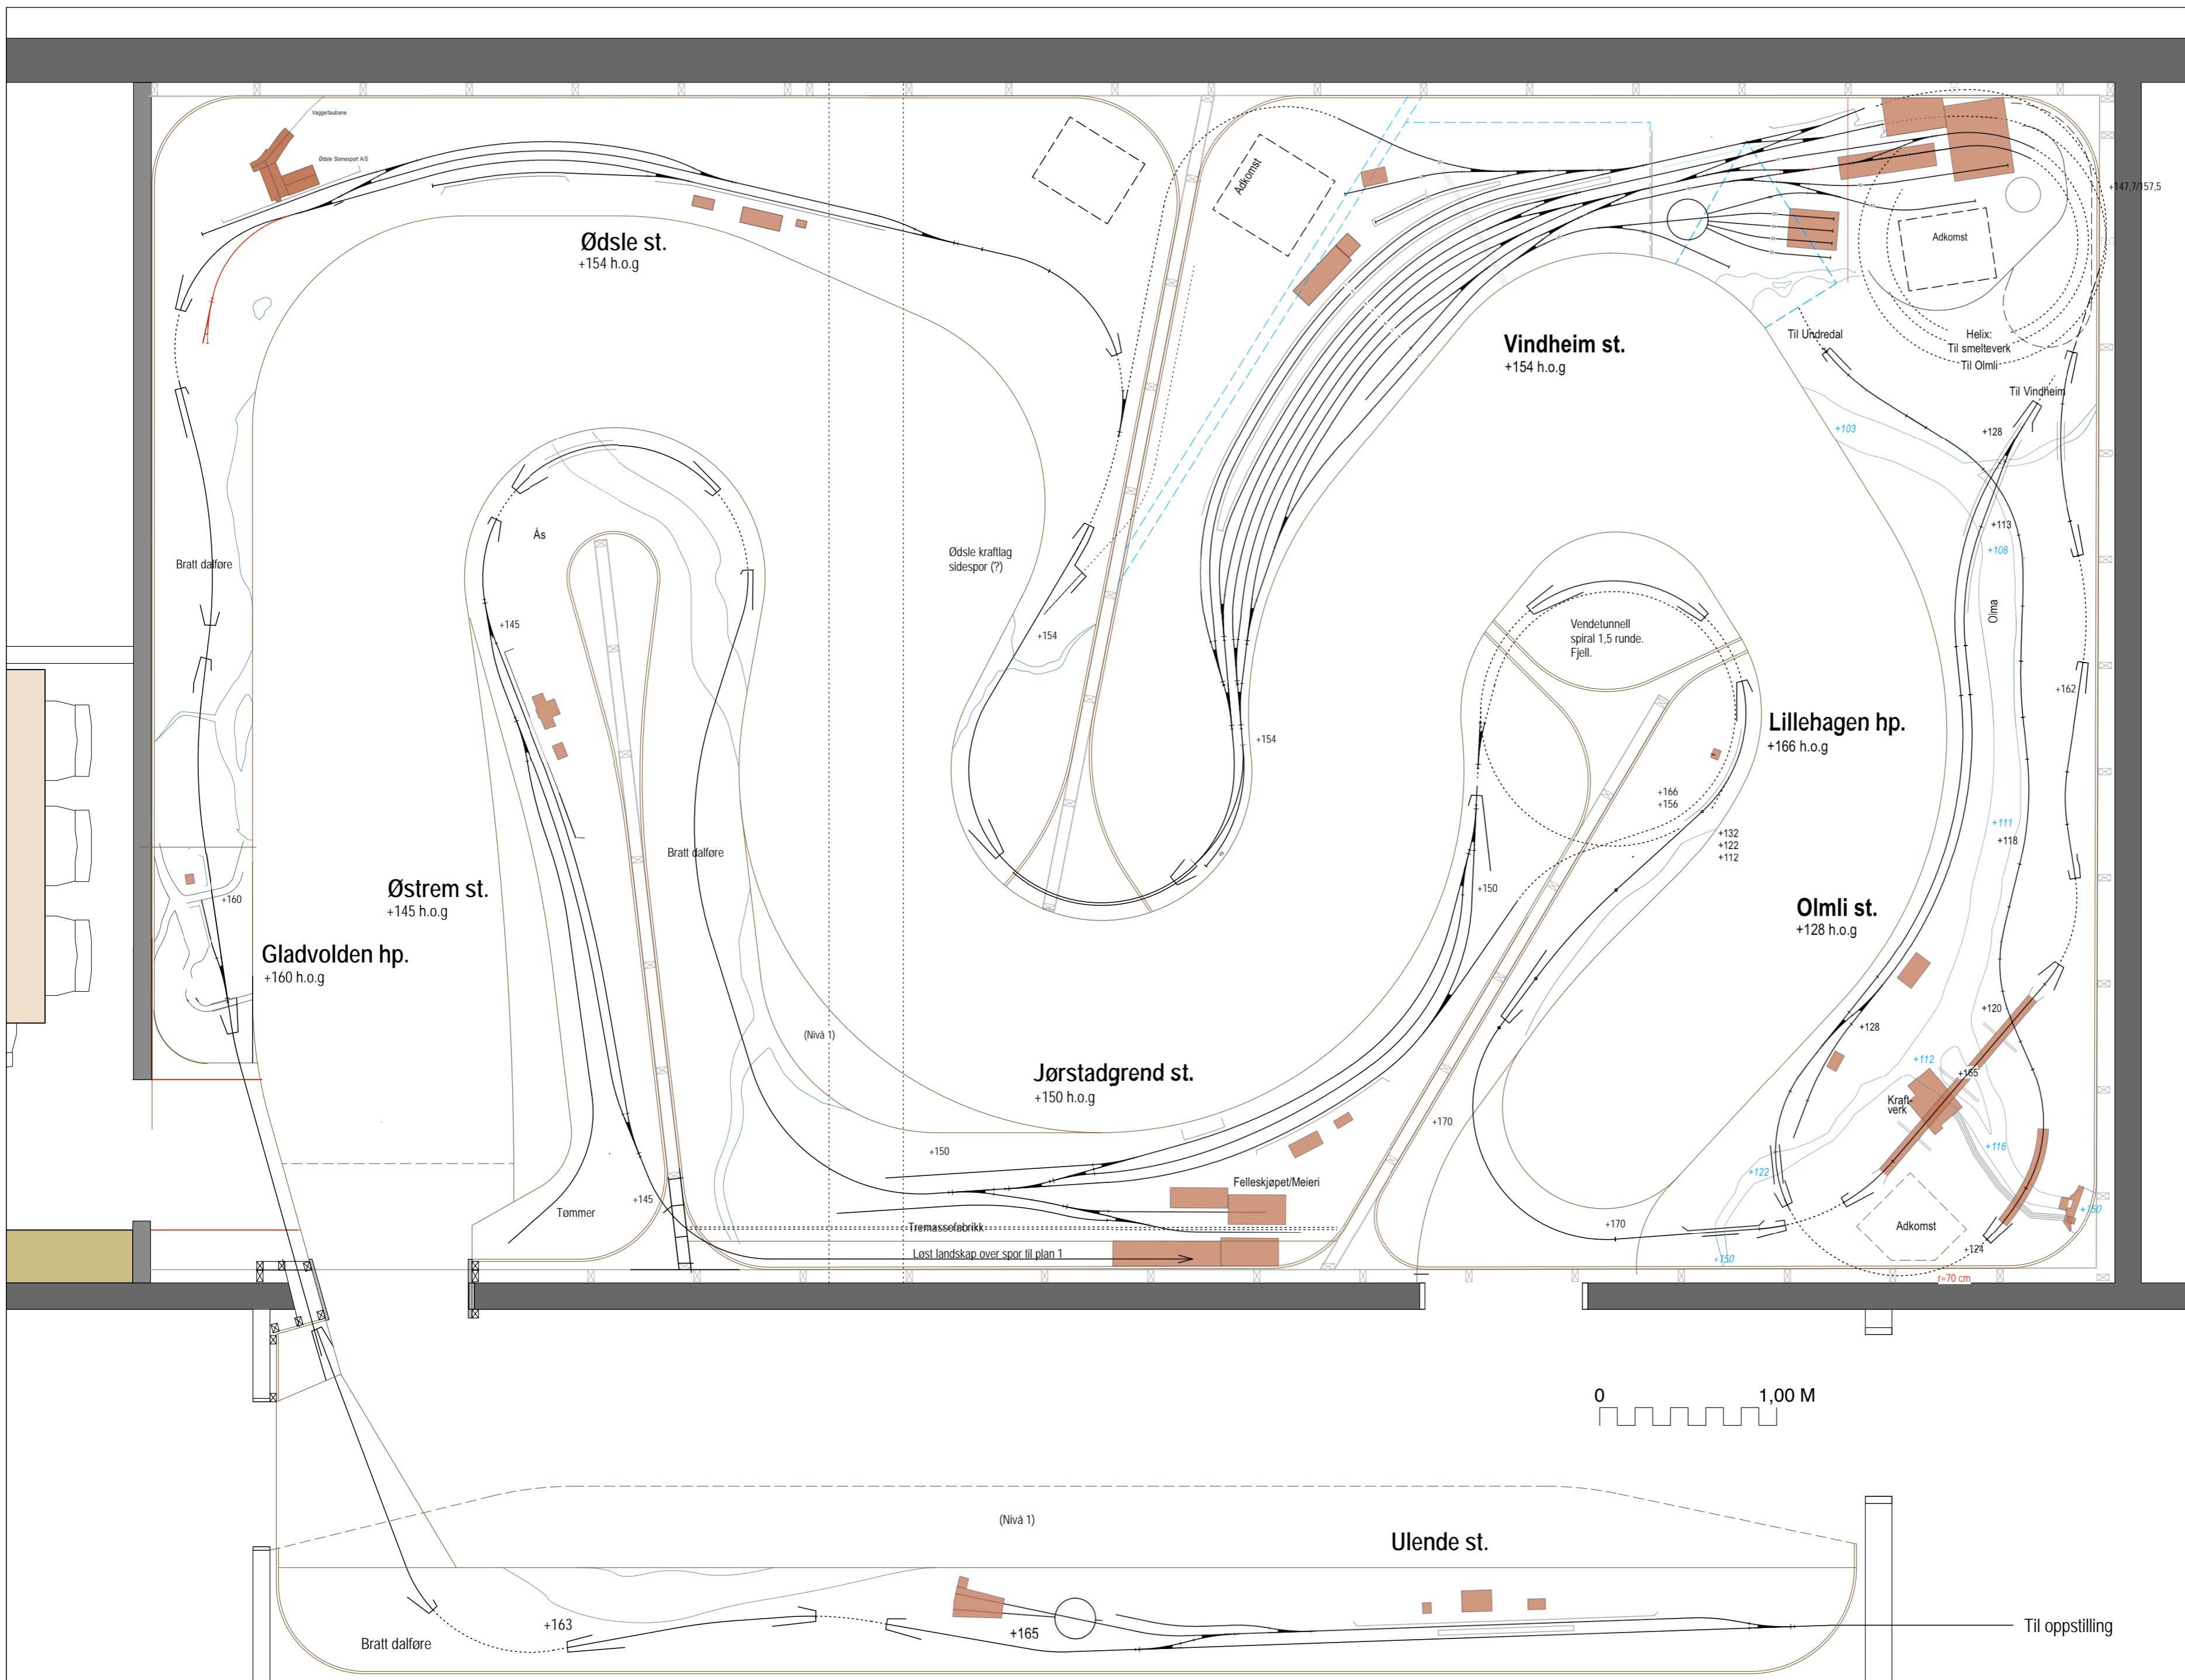 Vagge/taubane
Ødsle Stenexport A/S
Ødsle st.
+154 h.o.g
Adkomst
Vindheim st.
+154 h.o.g
Adkomst
+147,7/157,5
Til Undredal
Helix:
Til smelteverk
Til Olmli
Til Vindheim
+128
+103
+113
+108
Olma
Bratt dalføre
Ås
+145
Ødsle kraftlag
sidespor (?)
+154
+154
Vendetunnell
spiral 1,5 runde.
Fjell.
+162
Lillehagen hp.
+166 h.o.g
+166
+156
+132
+122
+112
+111
+118
Bratt dalføre
Østrem st.
+145 h.o.g
+160
Gladvolden hp.
+160 h.o.g
+150
Olmli st.
+128 h.o.g
+120
+128
(Nivå 1)
Jørstadgrend st.
+150 h.o.g
+112
+165
Kraft-
verk
+170
+116
+150
+122
Felleskjøpet/Meieri
+145
Tømmer
Tremassefabrikk
Løst landskap over spor til plan 1
+170
Adkomst
+150
+124
+150
r=70 cm
0
1,00 M
(Nivå 1)
Ulende st.
+163
+165
Bratt dalføre
Til oppstilling